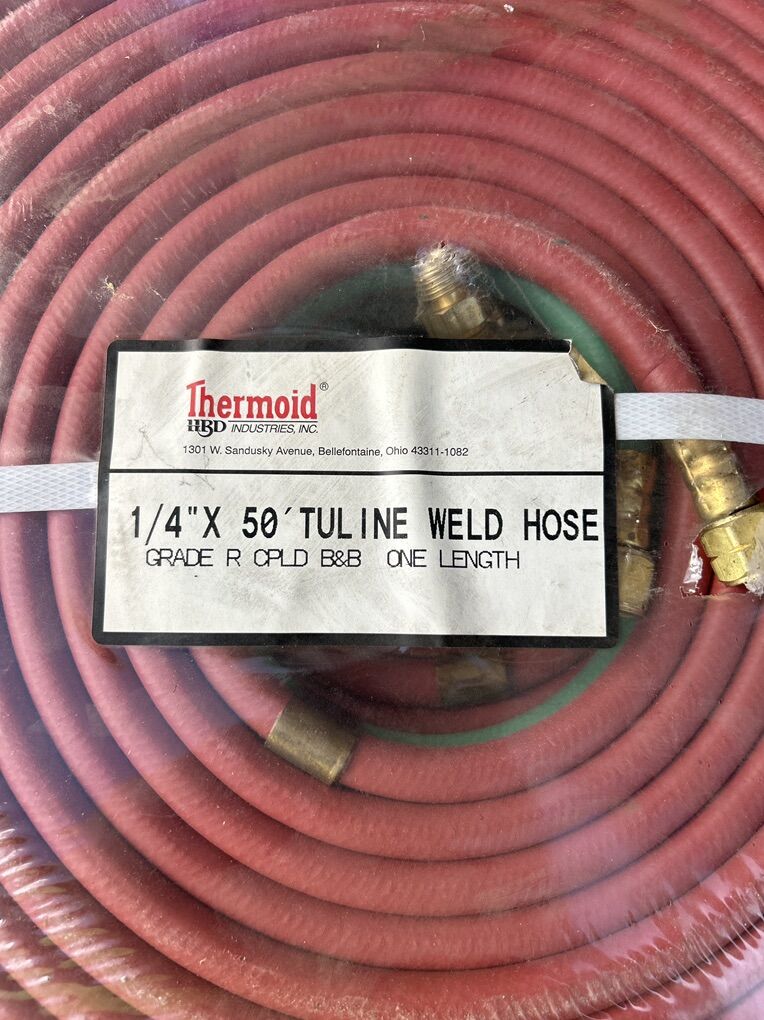 Thermoid®
HBD INDUSTRIES, INC.
1301 W. Sandusky Avenue, Bellefontaine, Ohio 43311-1082
1/4"X 50′TULINE WELD HOSE
GRADE R CPLD B&B ONE LENGTH